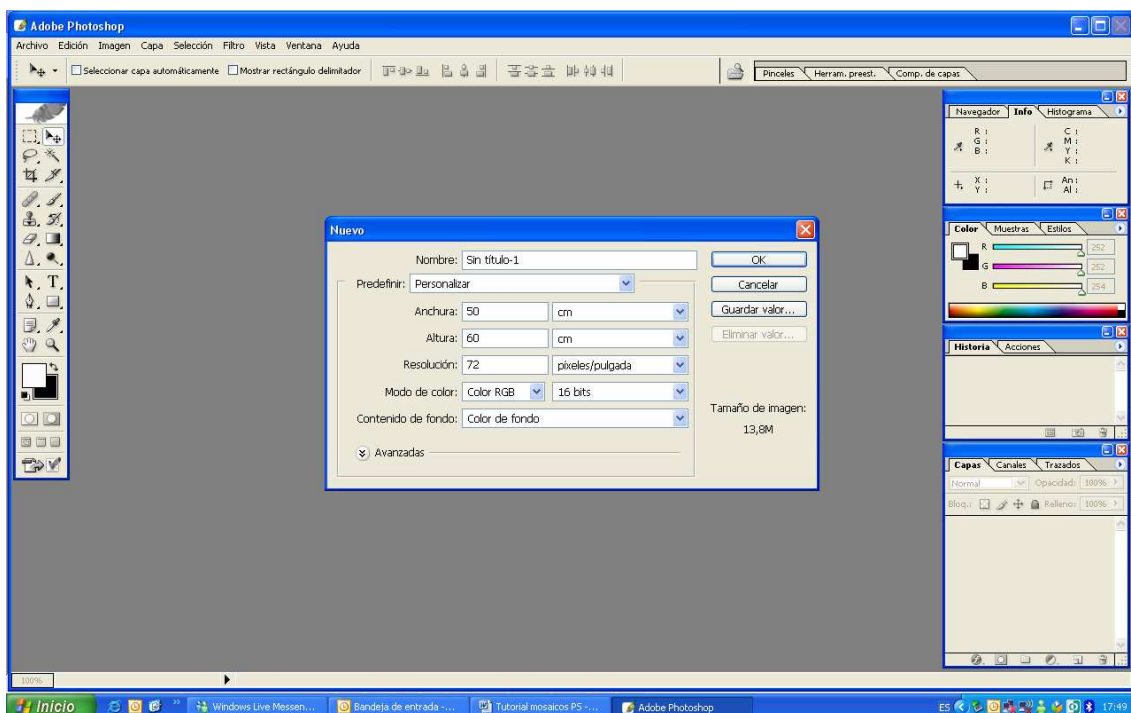 Adobe Photoshop
Archivo Edición Imagen Capa Selección Filtro Vista Ventana Ayuda
Seleccionar capa automáticamente Mostrar rectángulo delimitador Pinceles Herram. preest. Comp. de capas
Navegador Info Histograma
R : C :
G : M :
B : Y :
K :
X : An :
Y : Al :
Color Muestras Estilos
R 252
G 252
B 254
Historia Acciones
Capas Canales Trazados
Normal Opacidad: 100%
Bloq.: Relleno: 100%
Nuevo
Nombre: Sin título-1 OK
Predefinir: Personalizar Cancelar
Anchura: 50 cm Guardar valor...
Altura: 60 cm Eliminar valor...
Resolución: 72 píxeles/pulgada
Modo de color: Color RGB 16 bits
Contenido de fondo: Color de fondo
Tamaño de imagen:
13,8M
Avanzadas
100%
Inicio Windows Live Messen... Bandeja de entrada -... Tutorial mosaicos PS -... Adobe Photoshop ES 17:49